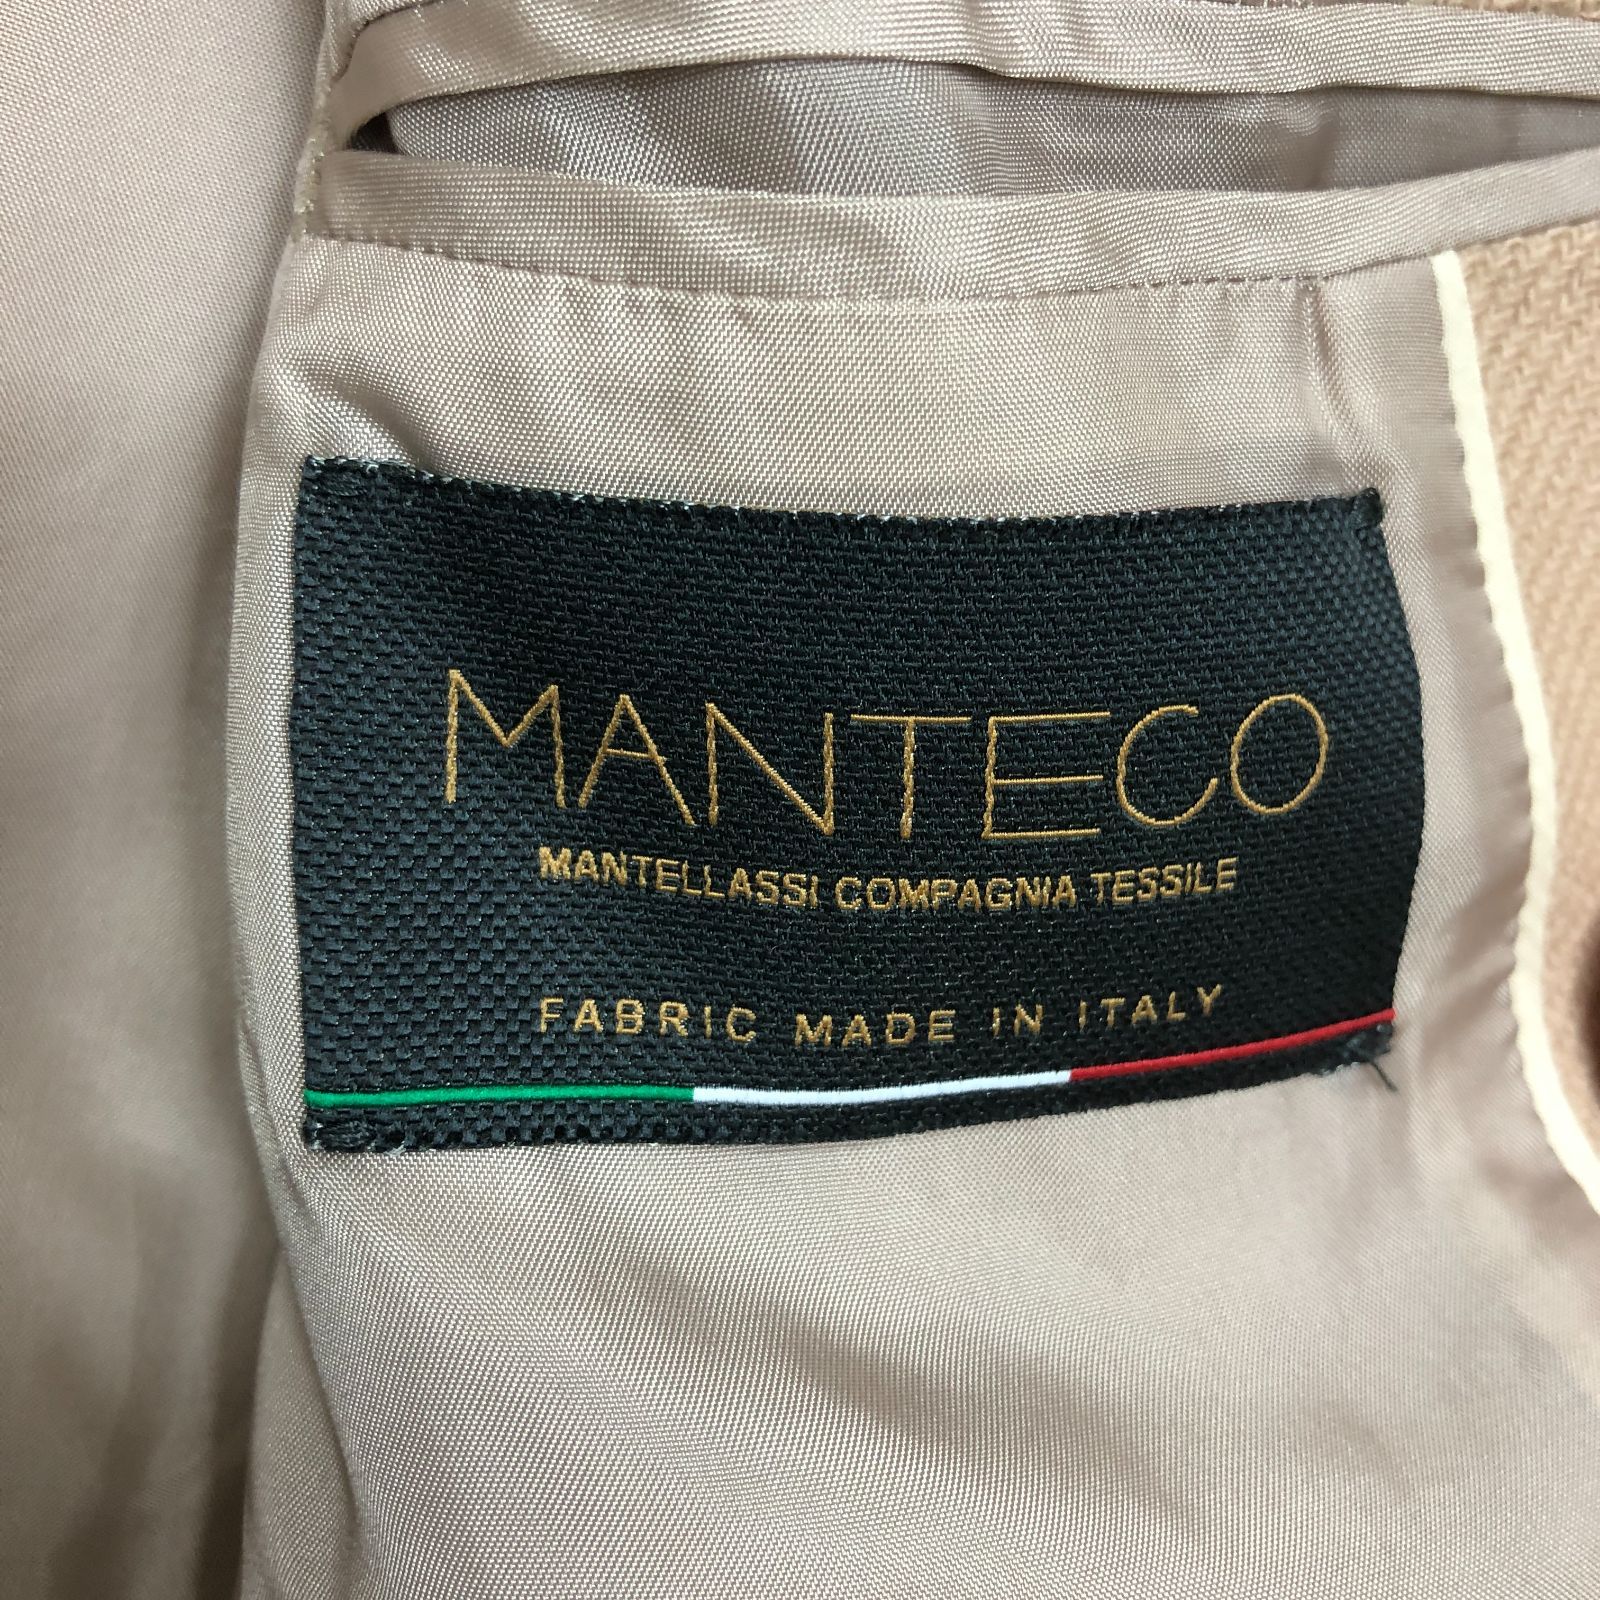 MANTECO
MANTELLASSI COMPAGNIA TESSILE
FABRIC MADE IN ITALY